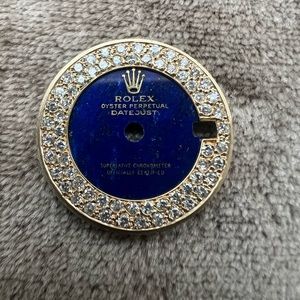 ROLEX
OYSTER PERPETUAL
DATEJUST
SUPERLATIVE CHRONOMETER
OFFICIALLY CERTIFIED